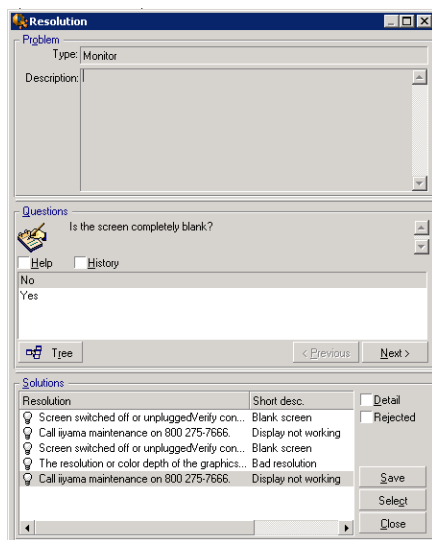 Resolution
Problem
Type: Monitor
Description:
Questions
Is the screen completely blank?
Help History
No
Yes
Tree < Previous Next >
Solutions
Resolution Short desc. Detail
Screen switched off or unpluggedVerify con... Blank screen Rejected
Call iiyama maintenance on 800 275-7666. Display not working
Screen switched off or unpluggedVerify con... Blank screen
The resolution or color depth of the graphics... Bad resolution
Call iiyama maintenance on 800 275-7666. Display not working Save
Select
Close